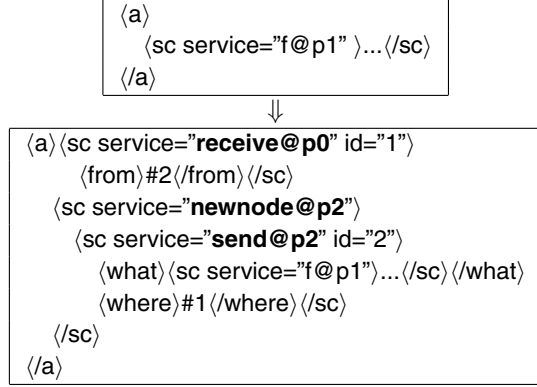 ⟨a⟩
⟨sc service="f@p1" ⟩...⟨/sc⟩
⟨/a⟩
⇓
⟨a⟩⟨sc service="receive@p0" id="1"⟩
⟨from⟩#2⟨/from⟩⟨/sc⟩
⟨sc service="newnode@p2"⟩
⟨sc service="send@p2" id="2"⟩
⟨what⟩⟨sc service="f@p1"⟩...⟨/sc⟩⟨/what⟩
⟨where⟩#1⟨/where⟩⟨/sc⟩
⟨/sc⟩
⟨/a⟩